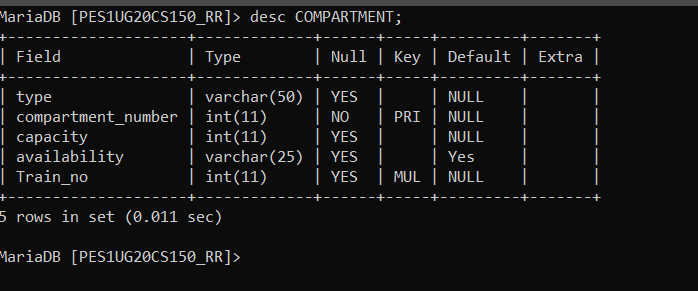 MariaDB [PES1UG20CS150_RR]> desc COMPARTMENT;
+--------------------+-------------+------+-----+---------+-------+
| Field              | Type        | Null | Key | Default | Extra |
+--------------------+-------------+------+-----+---------+-------+
| type               | varchar(50) | YES  |     | NULL    |       |
| compartment_number | int(11)     | NO   | PRI | NULL    |       |
| capacity           | int(11)     | YES  |     | NULL    |       |
| availability       | varchar(25) | YES  |     | Yes     |       |
| Train_no           | int(11)     | YES  | MUL | NULL    |       |
+--------------------+-------------+------+-----+---------+-------+
5 rows in set (0.011 sec)
MariaDB [PES1UG20CS150_RR]>